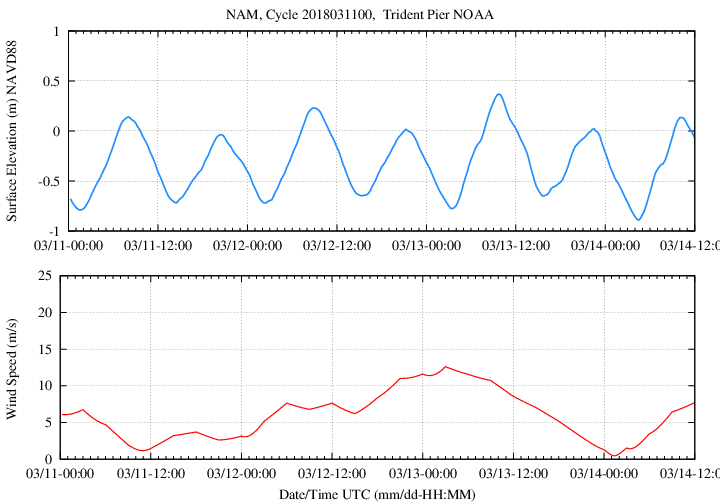 NAM, Cycle 2018031100,  Trident Pier NOAA
Surface Elevation (m) NAVD88
1
0.5
0
-0.5
-1
03/11-00:00 03/11-12:00 03/12-00:00 03/12-12:00 03/13-00:00 03/13-12:00 03/14-00:00 03/14-12:0
Wind Speed (m/s)
25
20
15
10
5
0
03/11-00:00 03/11-12:00 03/12-00:00 03/12-12:00 03/13-00:00 03/13-12:00 03/14-00:00 03/14-12:0
Date/Time UTC (mm/dd-HH:MM)